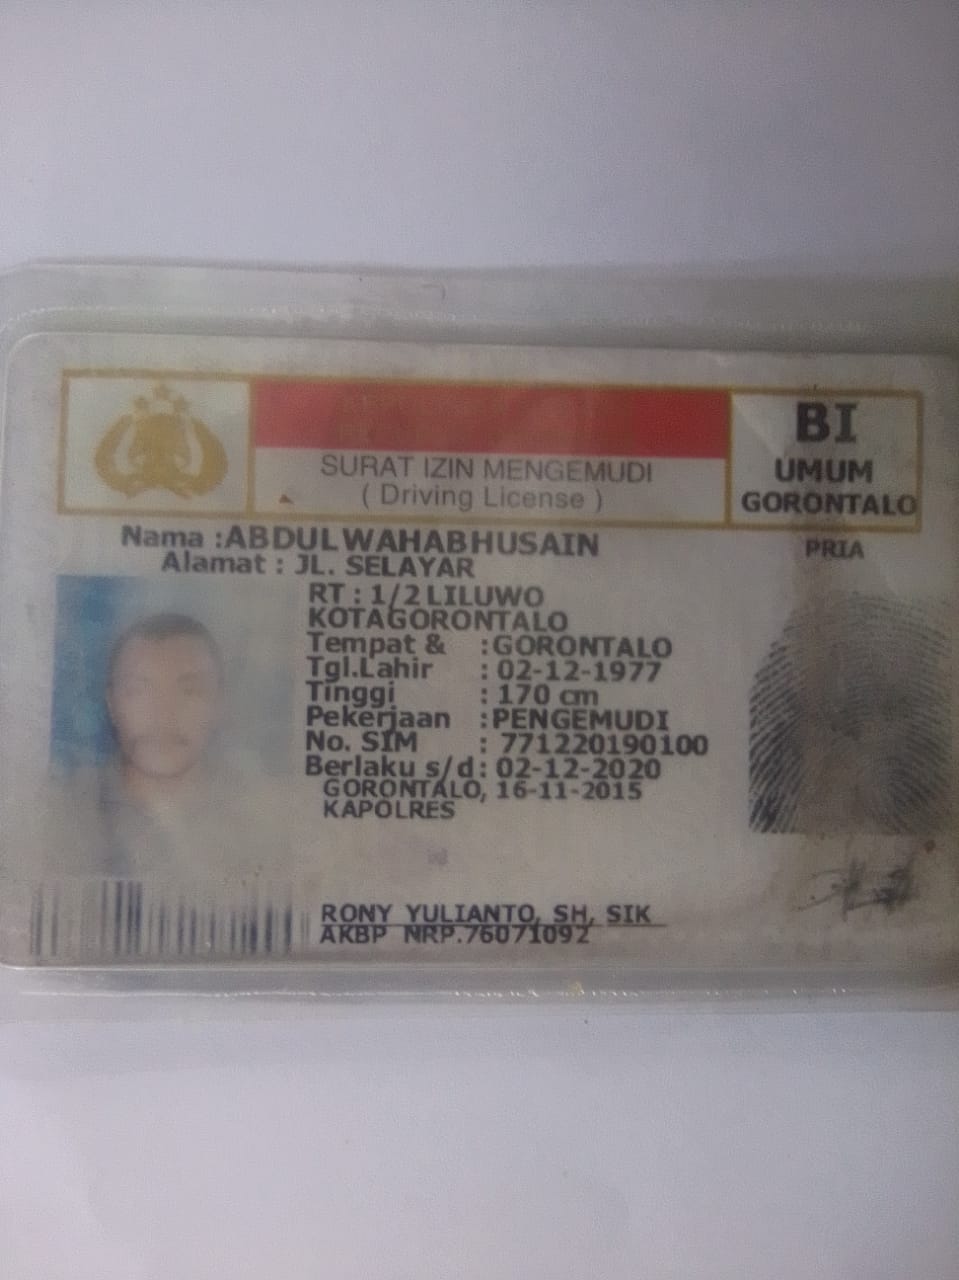 SURAT IZIN MENGEMUDI
( Driving License )
BI
UMUM
GORONTALO
PRIA
Nama :ABDUL WAHABHUSAIN
Alamat : JL. SELAYAR
RT : 1/2 LILUWO
KOTAGORONTALO
Tempat & :GORONTALO
Tgl.Lahir : 02-12-1977
Tinggi : 170 cm
Pekerjaan :PENGEMUDI
No. SIM : 771220190100
Berlaku s/d : 02-12-2020
GORONTALO, 16-11-2015
KAPOLRES
RONY YULIANTO, SH, SIK
AKBP NRP.76071092